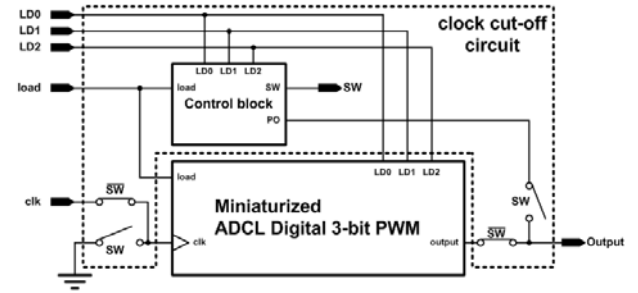 LD0
LD1
LD2
clock cut-off
circuit
LD0 LD1 LD2
load
load
SW
SW
Control block
PO
LD0 LD1 LD2
load
SW
clk
SW
Miniaturized
ADCL Digital 3-bit PWM
clk
output
SW
SW
Output